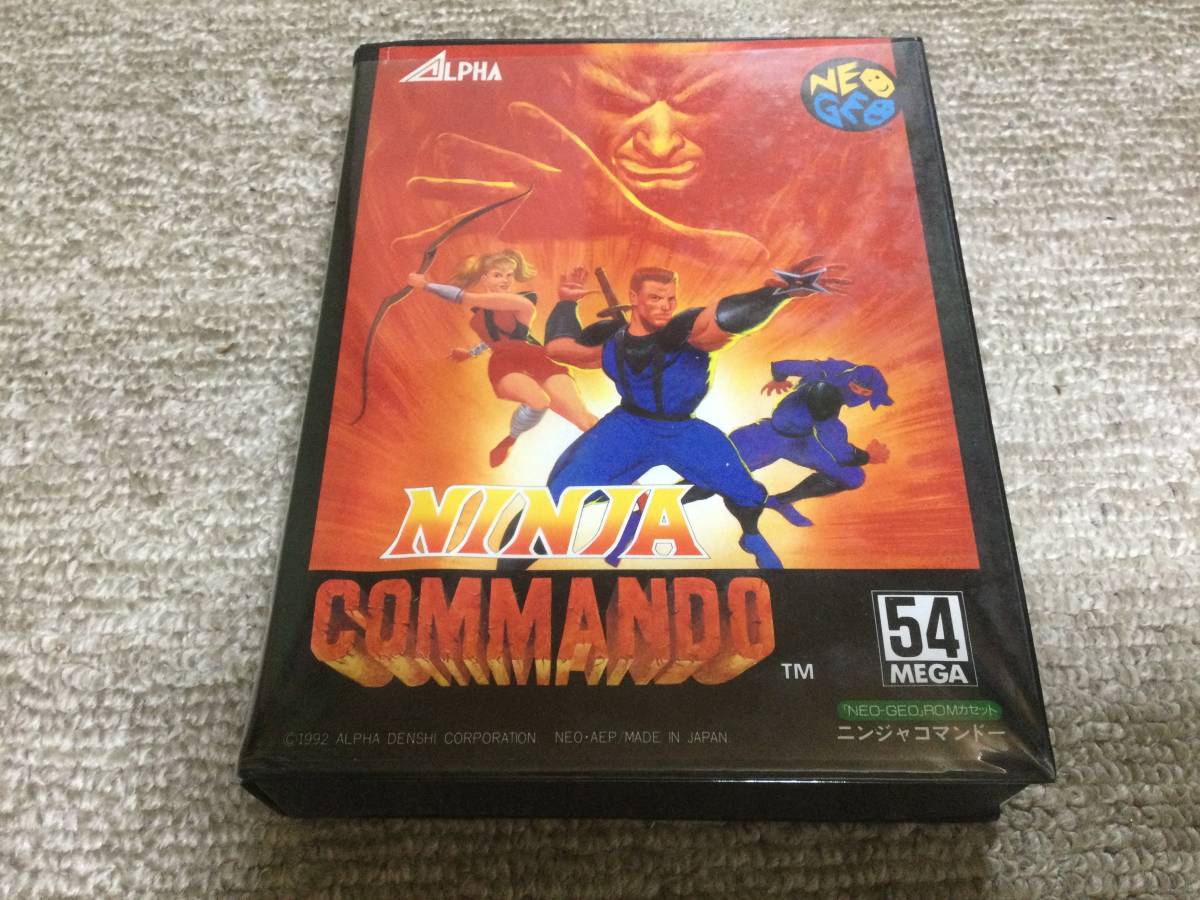 ALPHA
NEO
GEO
NINJA
COMMANDO
TM
54
MEGA
「NEO-GEO」ROMカセット
ニンジャコマンドー
©1992 ALPHA DENSHI CORPORATION NEO・AEP/MADE IN JAPAN